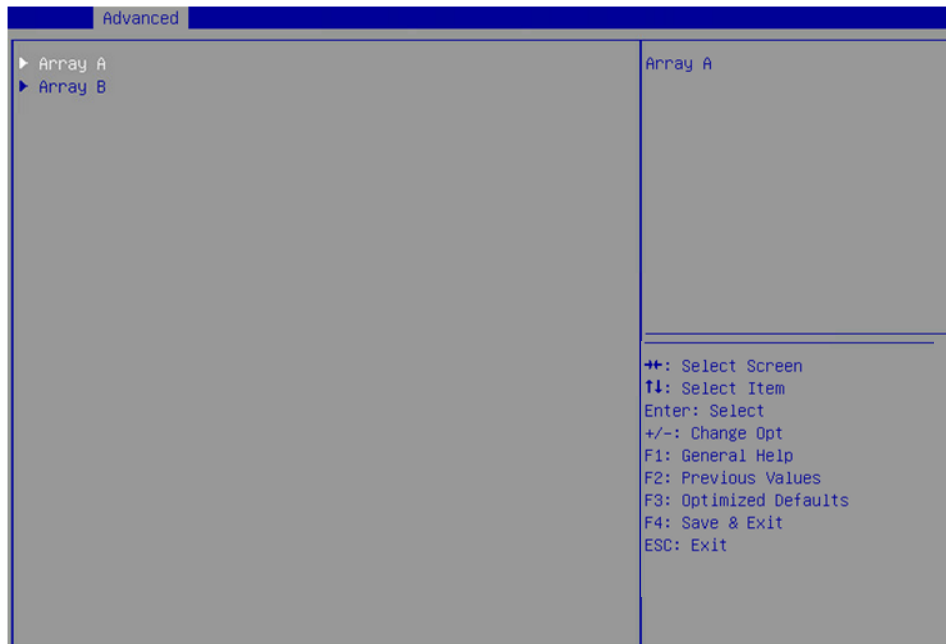 Advanced
▶ Array A
▶ Array B
Array A
→←: Select Screen
↑↓: Select Item
Enter: Select
+/-: Change Opt
F1: General Help
F2: Previous Values
F3: Optimized Defaults
F4: Save & Exit
ESC: Exit